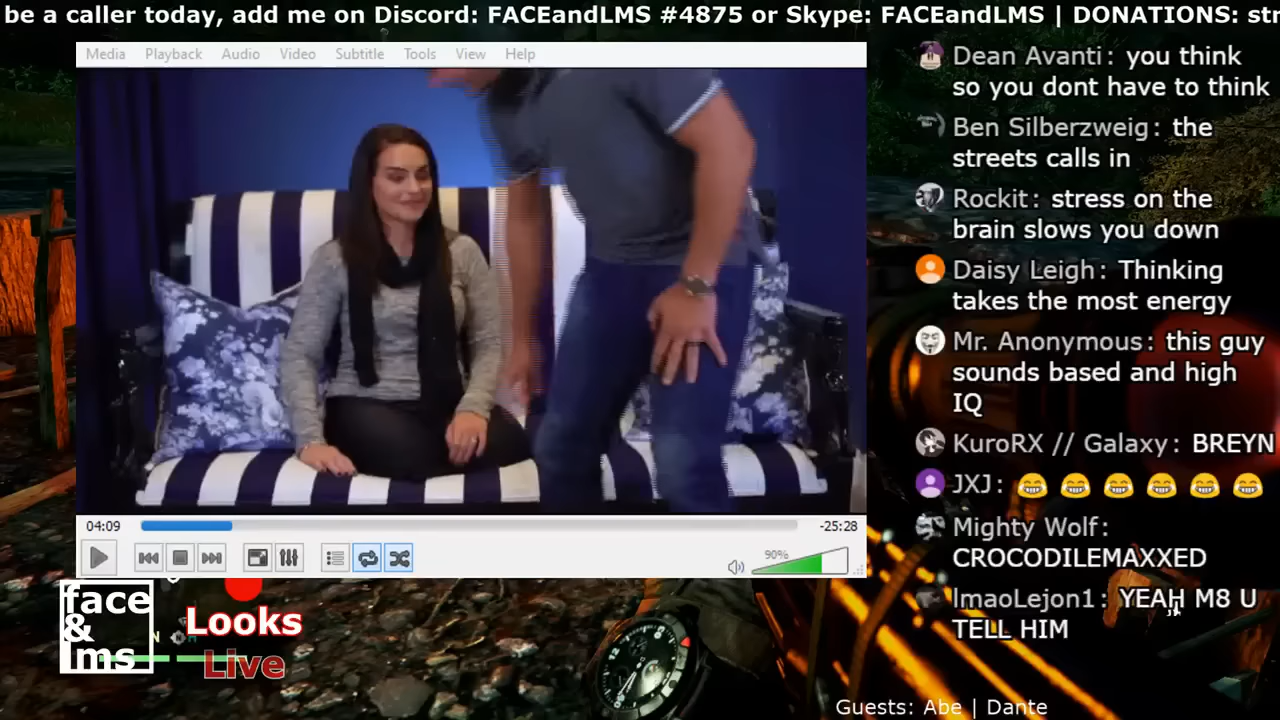 be a caller today, add me on Discord: FACEandLMS #4875 or Skype: FACEandLMS | DONATIONS: str
Media Playback Audio Video Subtitle Tools View Help
Dean Avanti: you think
so you dont have to think
Ben Silberzweig: the
streets calls in
Rockit: stress on the
brain slows you down
Daisy Leigh: Thinking
takes the most energy
Mr. Anonymous: this guy
sounds based and high
IQ
KuroRX // Galaxy: BREYN
JXJ: 😂 😂 😂 😂 😂 😂
Mighty Wolf:
CROCODILEMAXXED
lmaoLejon1: YEAH M8 U
TELL HIM
04:09 -25:28
90%
face
&
lms
Looks
Live
N
Guests: Abe | Dante